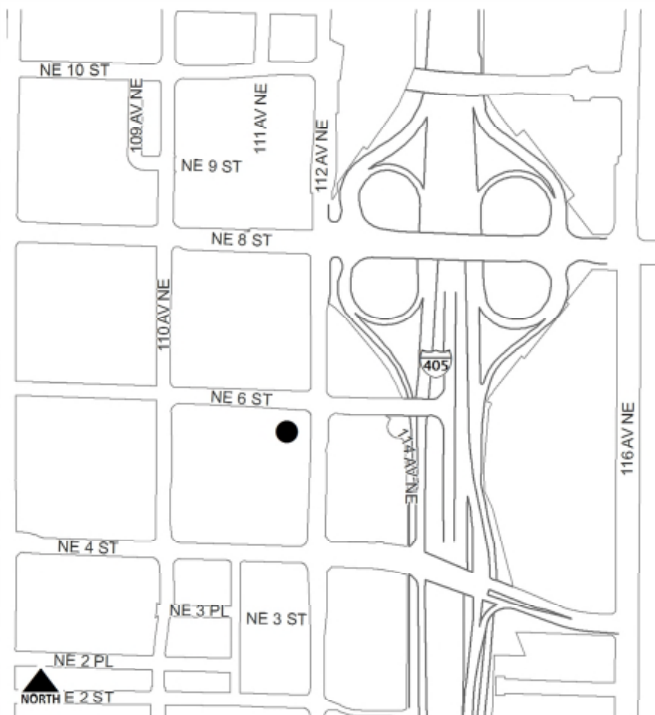 NE 10 ST
109 AV NE
111 AV NE
112 AV NE
NE 9 ST
NE 8 ST
110 AV NE
405
NE 6 ST
114 AV NE
116 AV NE
NE 4 ST
NE 3 PL
NE 3 ST
NE 2 PL
NORTH
E 2 ST